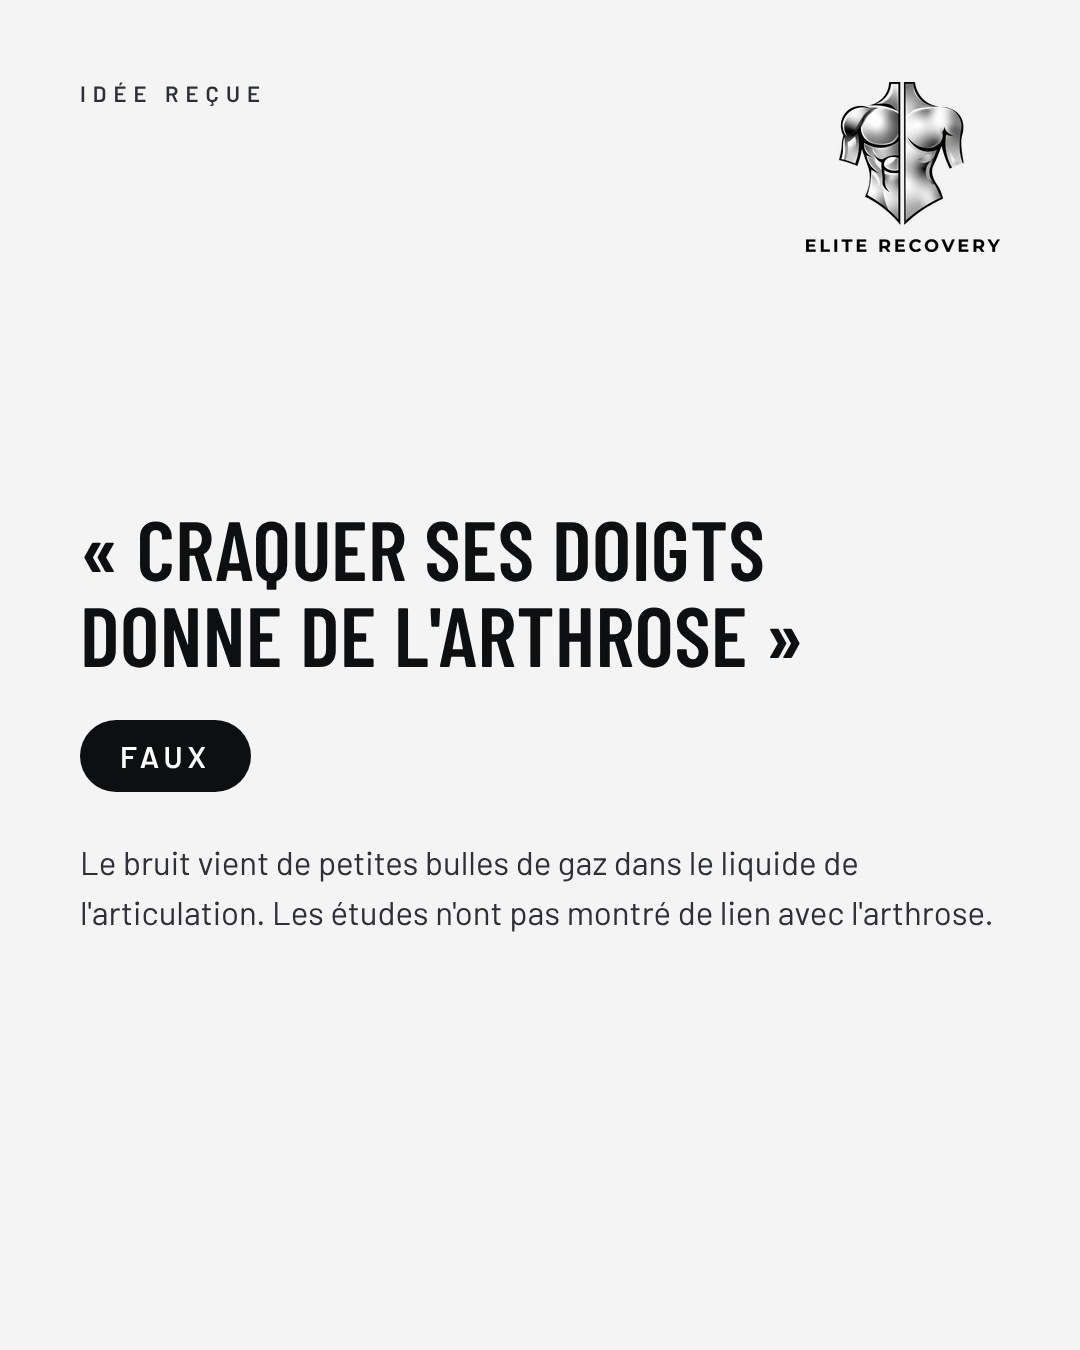 IDÉE REÇUE
ELITE RECOVERY
« CRAQUER SES DOIGTS
DONNE DE L'ARTHROSE »
FAUX
Le bruit vient de petites bulles de gaz dans le liquide de
l'articulation. Les études n'ont pas montré de lien avec l'arthrose.